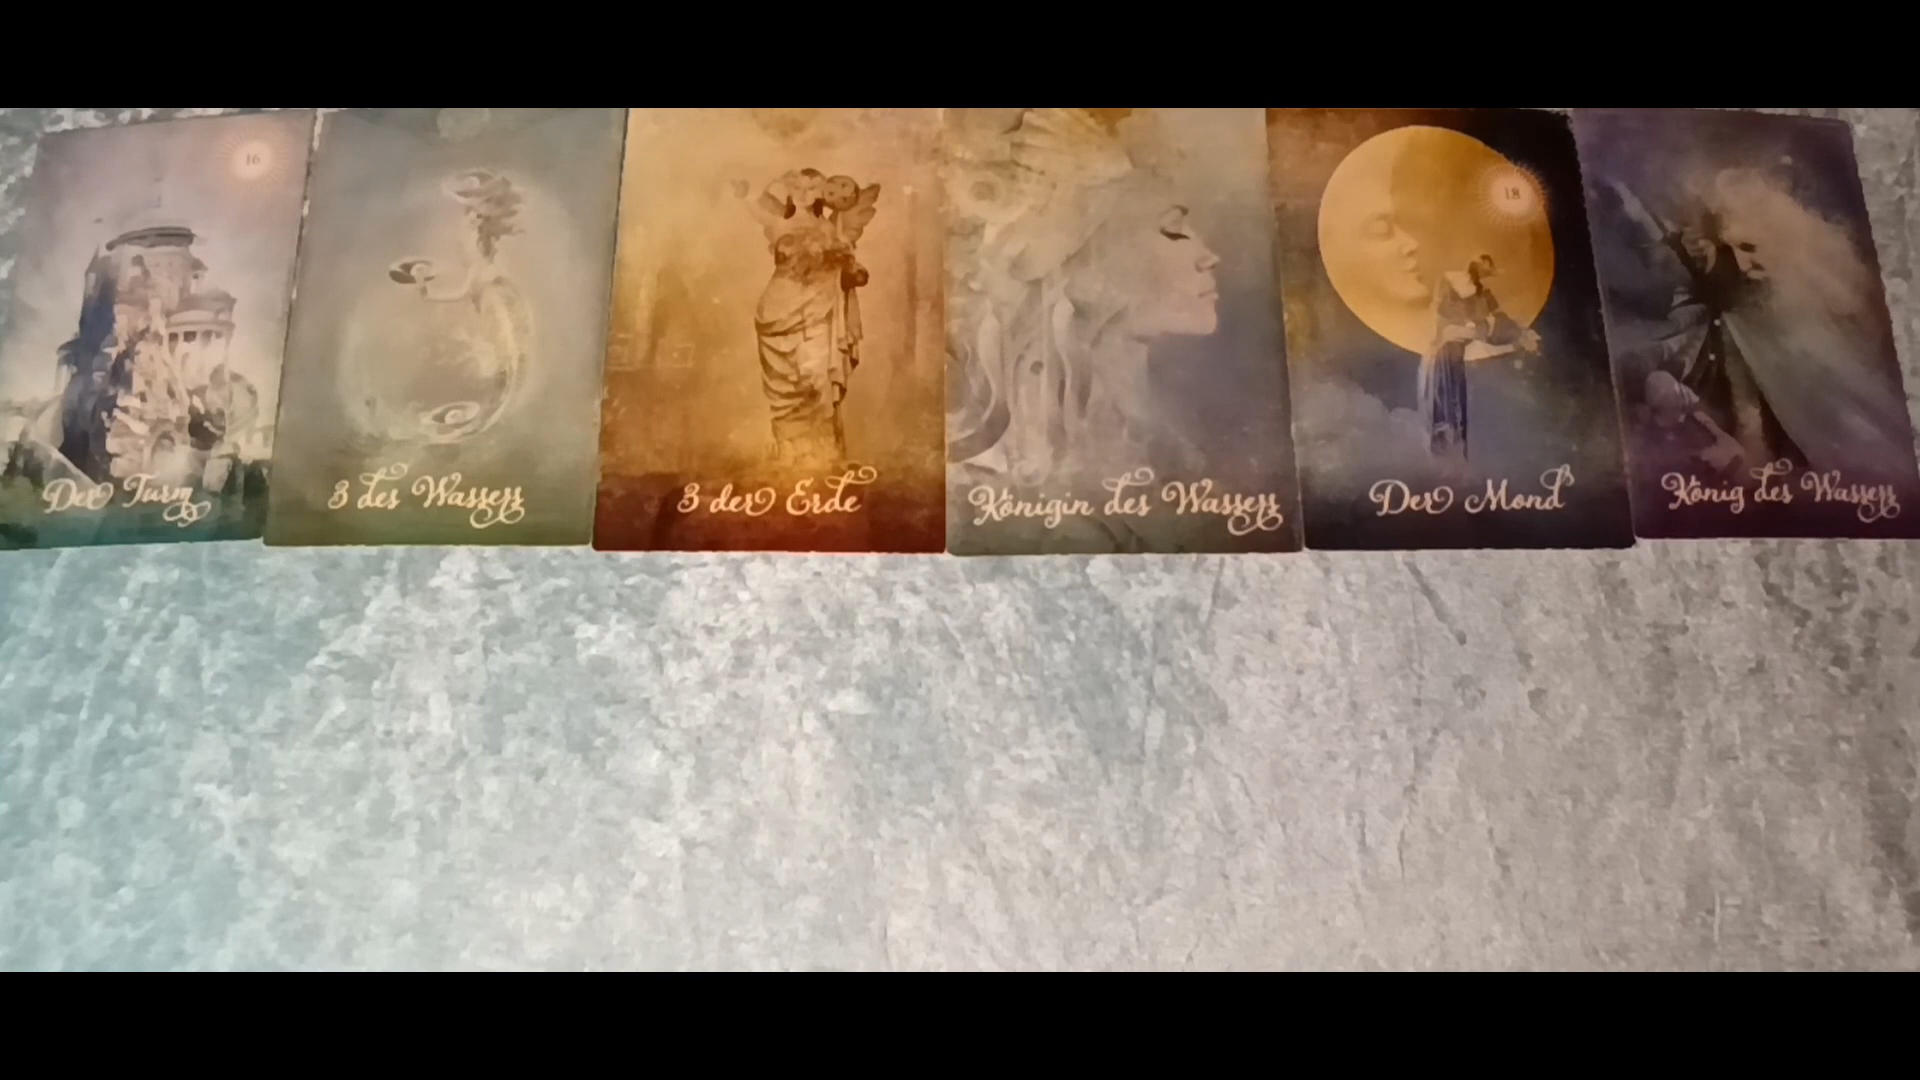 16
Der Turm
3 des Wassers
3 der Erde
Königin des Wassers
18
Der Mond
König des Wassers